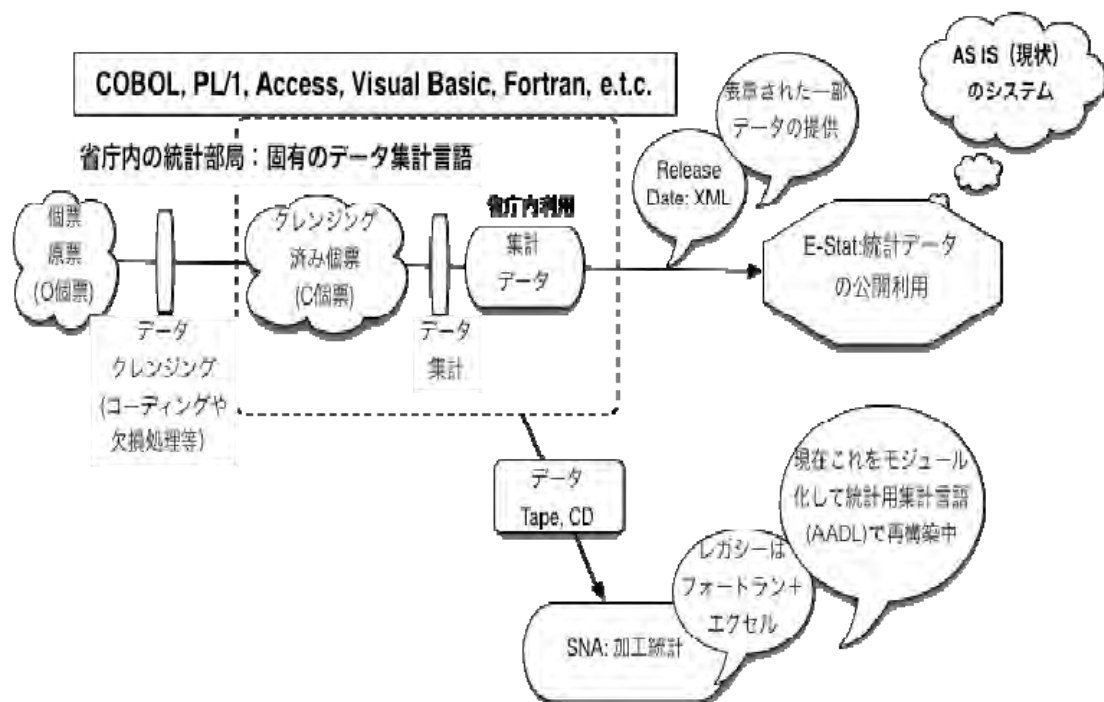 COBOL, PL/1, Access, Visual Basic, Fortran, e.t.c.
省庁内の統計部局：固有のデータ集計言語
個票
原票
(O個票)
データ
クレンジング
(コーディングや
欠損処理等)
クレンジング
済み個票
(C個票)
データ
集計
省庁内利用
集計
データ
Release
Date: XML
表章された一部
データの提供
AS IS（現状）
のシステム
E-Stat:統計データ
の公開利用
データ
Tape, CD
SNA: 加工統計
レガシーは
フォートラン＋
エクセル
現在これをモジュール
化して統計用集計言語
(AADL)で再構築中